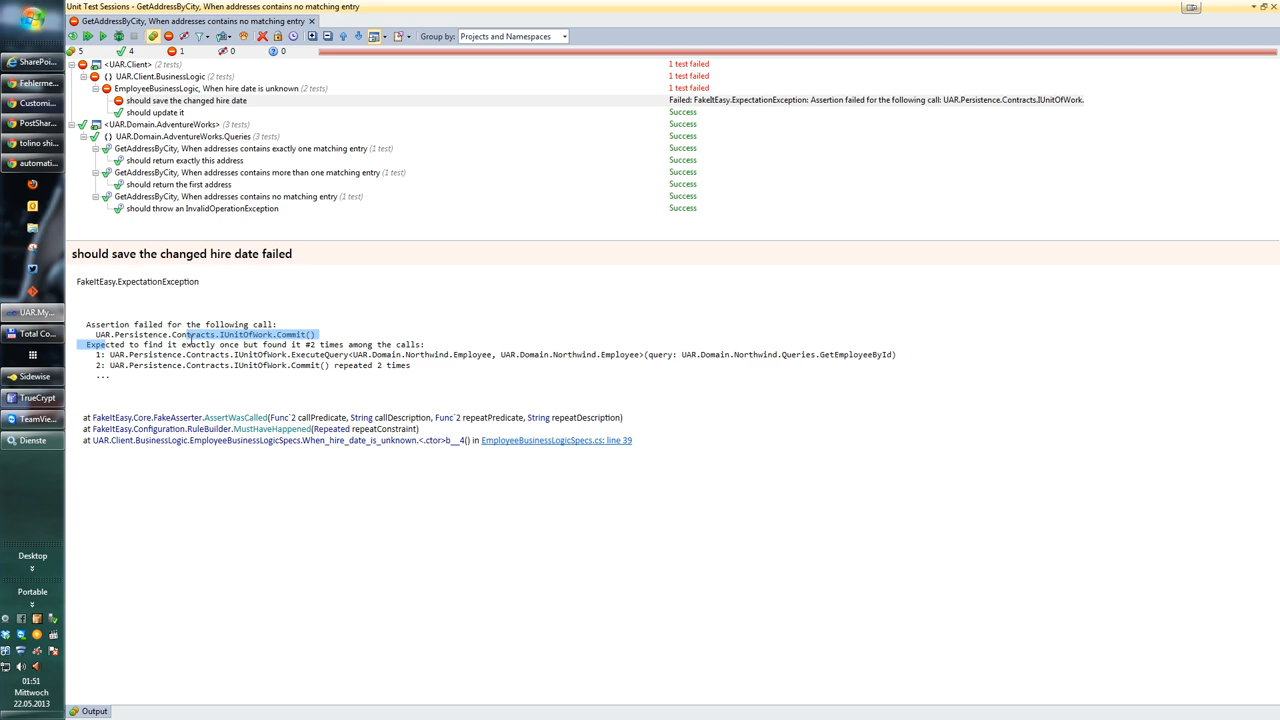 Unit Test Sessions - GetAddressByCity, When addresses contains no matching entry
GetAddressByCity, When addresses contains no matching entry
Group by: Projects and Namespaces
5 4 1 0 0
<UAR.Client> (2 tests) 1 test failed
UAR.Client.BusinessLogic (2 tests) 1 test failed
EmployeeBusinessLogic, When hire date is unknown (2 tests) 1 test failed
should save the changed hire date Failed: FakeItEasy.ExpectationException: Assertion failed for the following call: UAR.Persistence.Contracts.IUnitOfWork.
should update it Success
<UAR.Domain.AdventureWorks> (3 tests) Success
UAR.Domain.AdventureWorks.Queries (3 tests) Success
GetAddressByCity, When addresses contains exactly one matching entry (1 test) Success
should return exactly this address Success
GetAddressByCity, When addresses contains more than one matching entry (1 test) Success
should return the first address Success
GetAddressByCity, When addresses contains no matching entry (1 test) Success
should throw an InvalidOperationException Success
should save the changed hire date failed
FakeItEasy.ExpectationException
Assertion failed for the following call:
UAR.Persistence.Contracts.IUnitOfWork.Commit()
Expected to find it exactly once but found it #2 times among the calls:
1: UAR.Persistence.Contracts.IUnitOfWork.ExecuteQuery<UAR.Domain.Northwind.Employee, UAR.Domain.Northwind.Employee>(query: UAR.Domain.Northwind.Queries.GetEmployeeById)
2: UAR.Persistence.Contracts.IUnitOfWork.Commit() repeated 2 times
...
at FakeItEasy.Core.FakeAsserter.AssertWasCalled(Func`2 callPredicate, String callDescription, Func`2 repeatPredicate, String repeatDescription)
at FakeItEasy.Configuration.RuleBuilder.MustHaveHappened(Repeated repeatConstraint)
at UAR.Client.BusinessLogic.EmployeeBusinessLogicSpecs.When_hire_date_is_unknown.<.ctor>b__4() in EmployeeBusinessLogicSpecs.cs: line 39
Output
SharePoi...
Fehlerme...
Customi...
PostShar...
tolino shi...
automati...
UAR.My...
Total Co...
Sidewise
TrueCrypt
TeamVie...
Dienste
Desktop
Portable
01:51
Mittwoch
22.05.2013